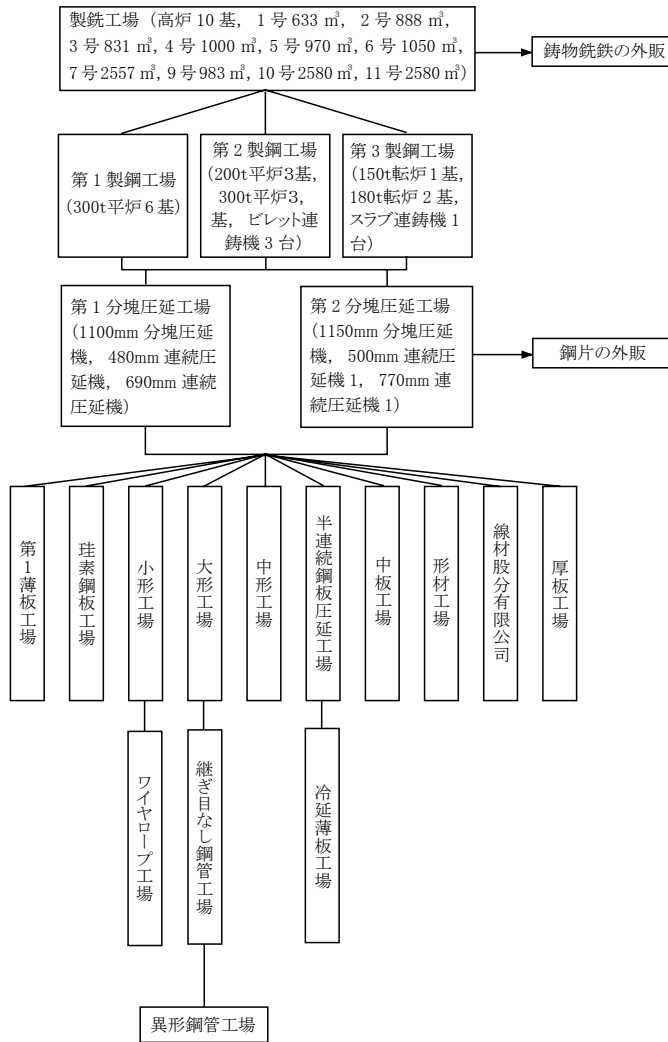 製銑工場（高炉 10 基， 1 号 633 ㎥， 2 号 888 ㎥，
3 号 831 ㎥, 4 号 1000 ㎥, 5 号 970 ㎥, 6 号 1050 ㎥,
7 号 2557 ㎥, 9 号 983 ㎥, 10 号 2580 ㎥, 11 号 2580 ㎥）
鋳物銑鉄の外販
第 1 製鋼工場
（300t平炉 6 基）
第 2 製鋼工場
（200t平炉３基,
300t平炉３,
基， ビレット連
鋳機 3 台）
第 3 製鋼工場
（150t転炉 1 基,
180t転炉 2 基,
スラブ連鋳機 1
台）
第 1 分塊圧延工場
（1100mm 分塊圧延
機， 480mm 連続圧
延機， 690mm 連続
圧延機）
第 2 分塊圧延工場
（1150mm 分塊圧延
機， 500mm 連続圧
延機 1， 770mm 連
続圧延機 1）
鋼片の外販
第１薄板工場
珪素鋼板工場
小形工場
大形工場
中形工場
半連続鋼板圧延工場
中板工場
形材工場
線材股分有限公司
厚板工場
ワイヤロープ工場
継ぎ目なし鋼管工場
冷延薄板工場
異形鋼管工場